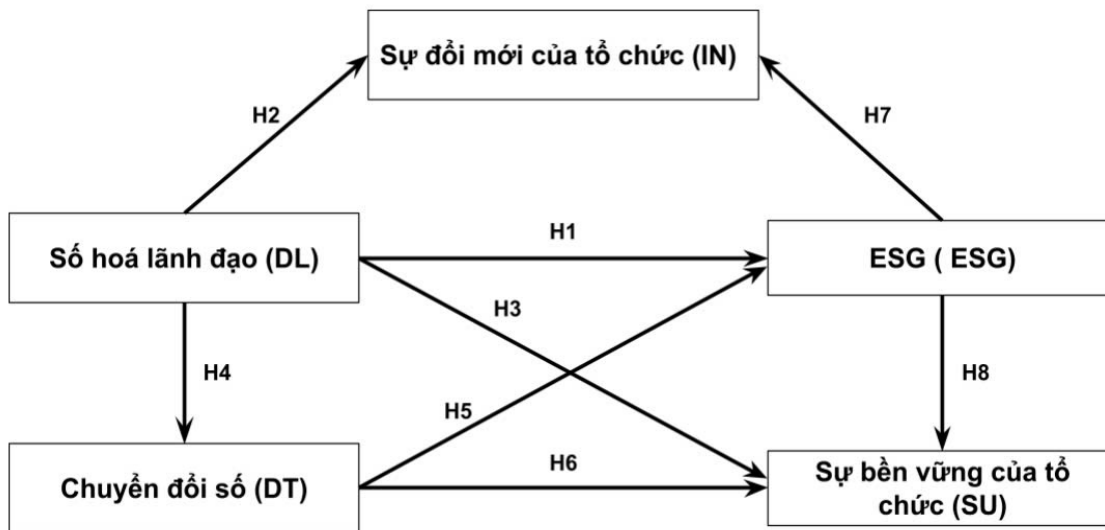 Sự đổi mới của tổ chức (IN)
H2
H7
Số hoá lãnh đạo (DL)
H1
ESG ( ESG)
H3
H4
H5
H8
H6
Chuyển đổi số (DT)
Sự bền vững của tổ
chức (SU)